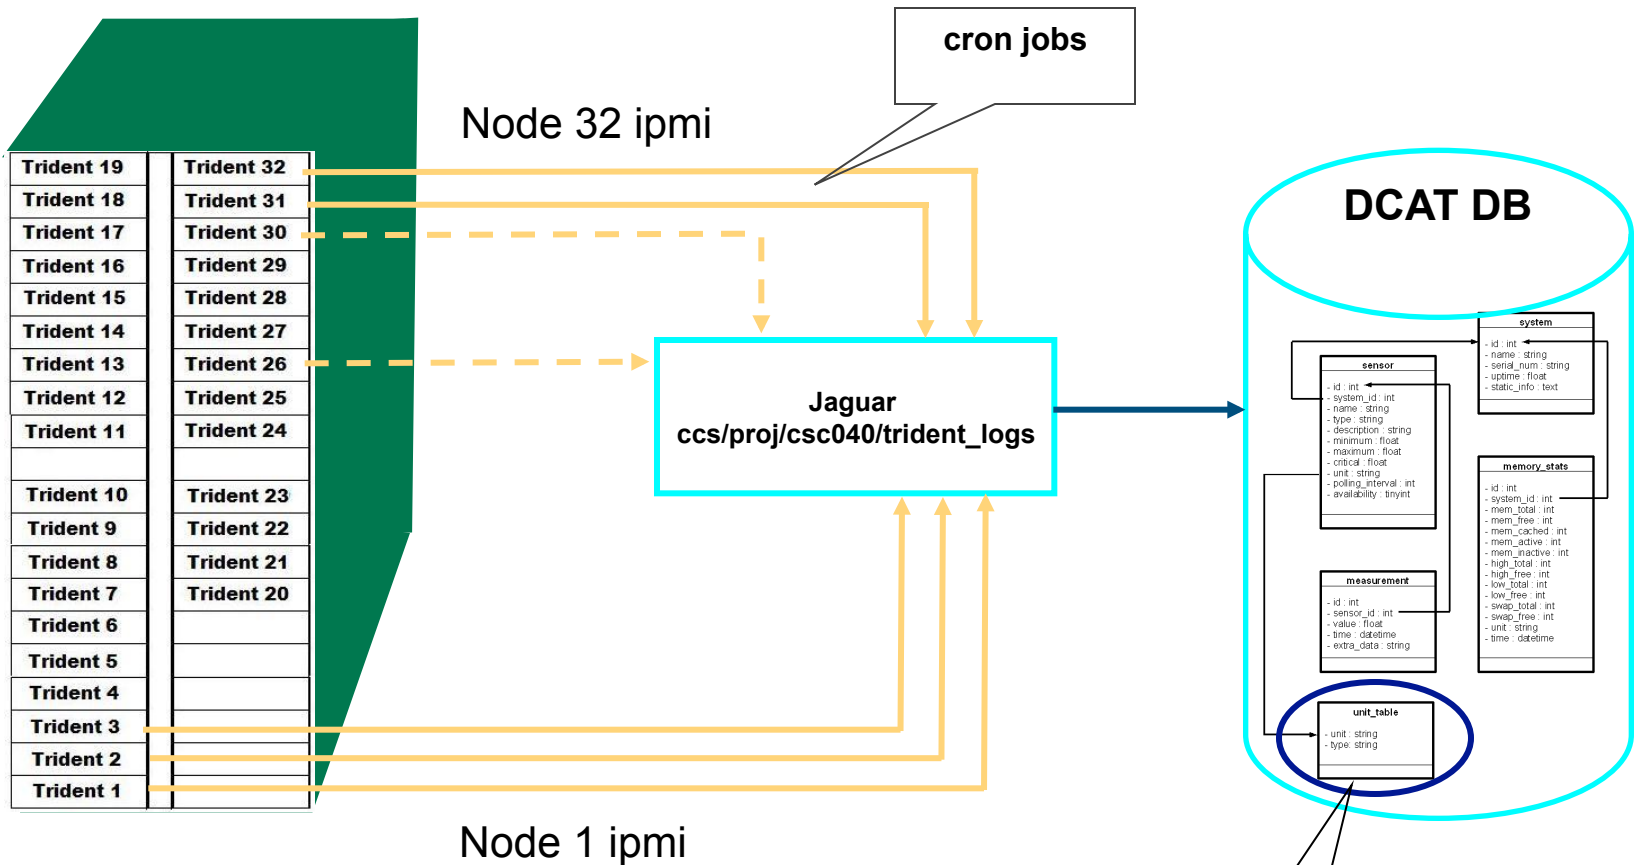 cron jobs
Node 32 ipmi
Trident 19
Trident 18
Trident 17
Trident 16
Trident 15
Trident 14
Trident 13
Trident 12
Trident 11
Trident 10
Trident 9
Trident 8
Trident 7
Trident 6
Trident 5
Trident 4
Trident 3
Trident 2
Trident 1
Trident 32
Trident 31
Trident 30
Trident 29
Trident 28
Trident 27
Trident 26
Trident 25
Trident 24
Trident 23
Trident 22
Trident 21
Trident 20
Node 1 ipmi
Jaguar
ccs/proj/csc040/trident_logs
DCAT DB
system
- id : int
- name : string
- serial_num : string
- uptime : float
- static_info : text
sensor
- id : int
- system_id : int
- name : string
- type : string
- description : string
- minimum : float
- maximum : float
- critical : float
- unit : string
- polling_interval : int
- availability : tinyint
memory_stats
- id : int
- system_id : int
- mem_total : int
- mem_free : int
- mem_cached : int
- mem_active : int
- mem_inactive : int
- high_total : int
- high_free : int
- low_total : int
- low_free : int
- swap_total : int
- swap_free : int
- unit : string
- time : datetime
measurement
- id : int
- sensor_id : int
- value : float
- time : datetime
- extra_data : string
unit_table
- unit : string
- type: string